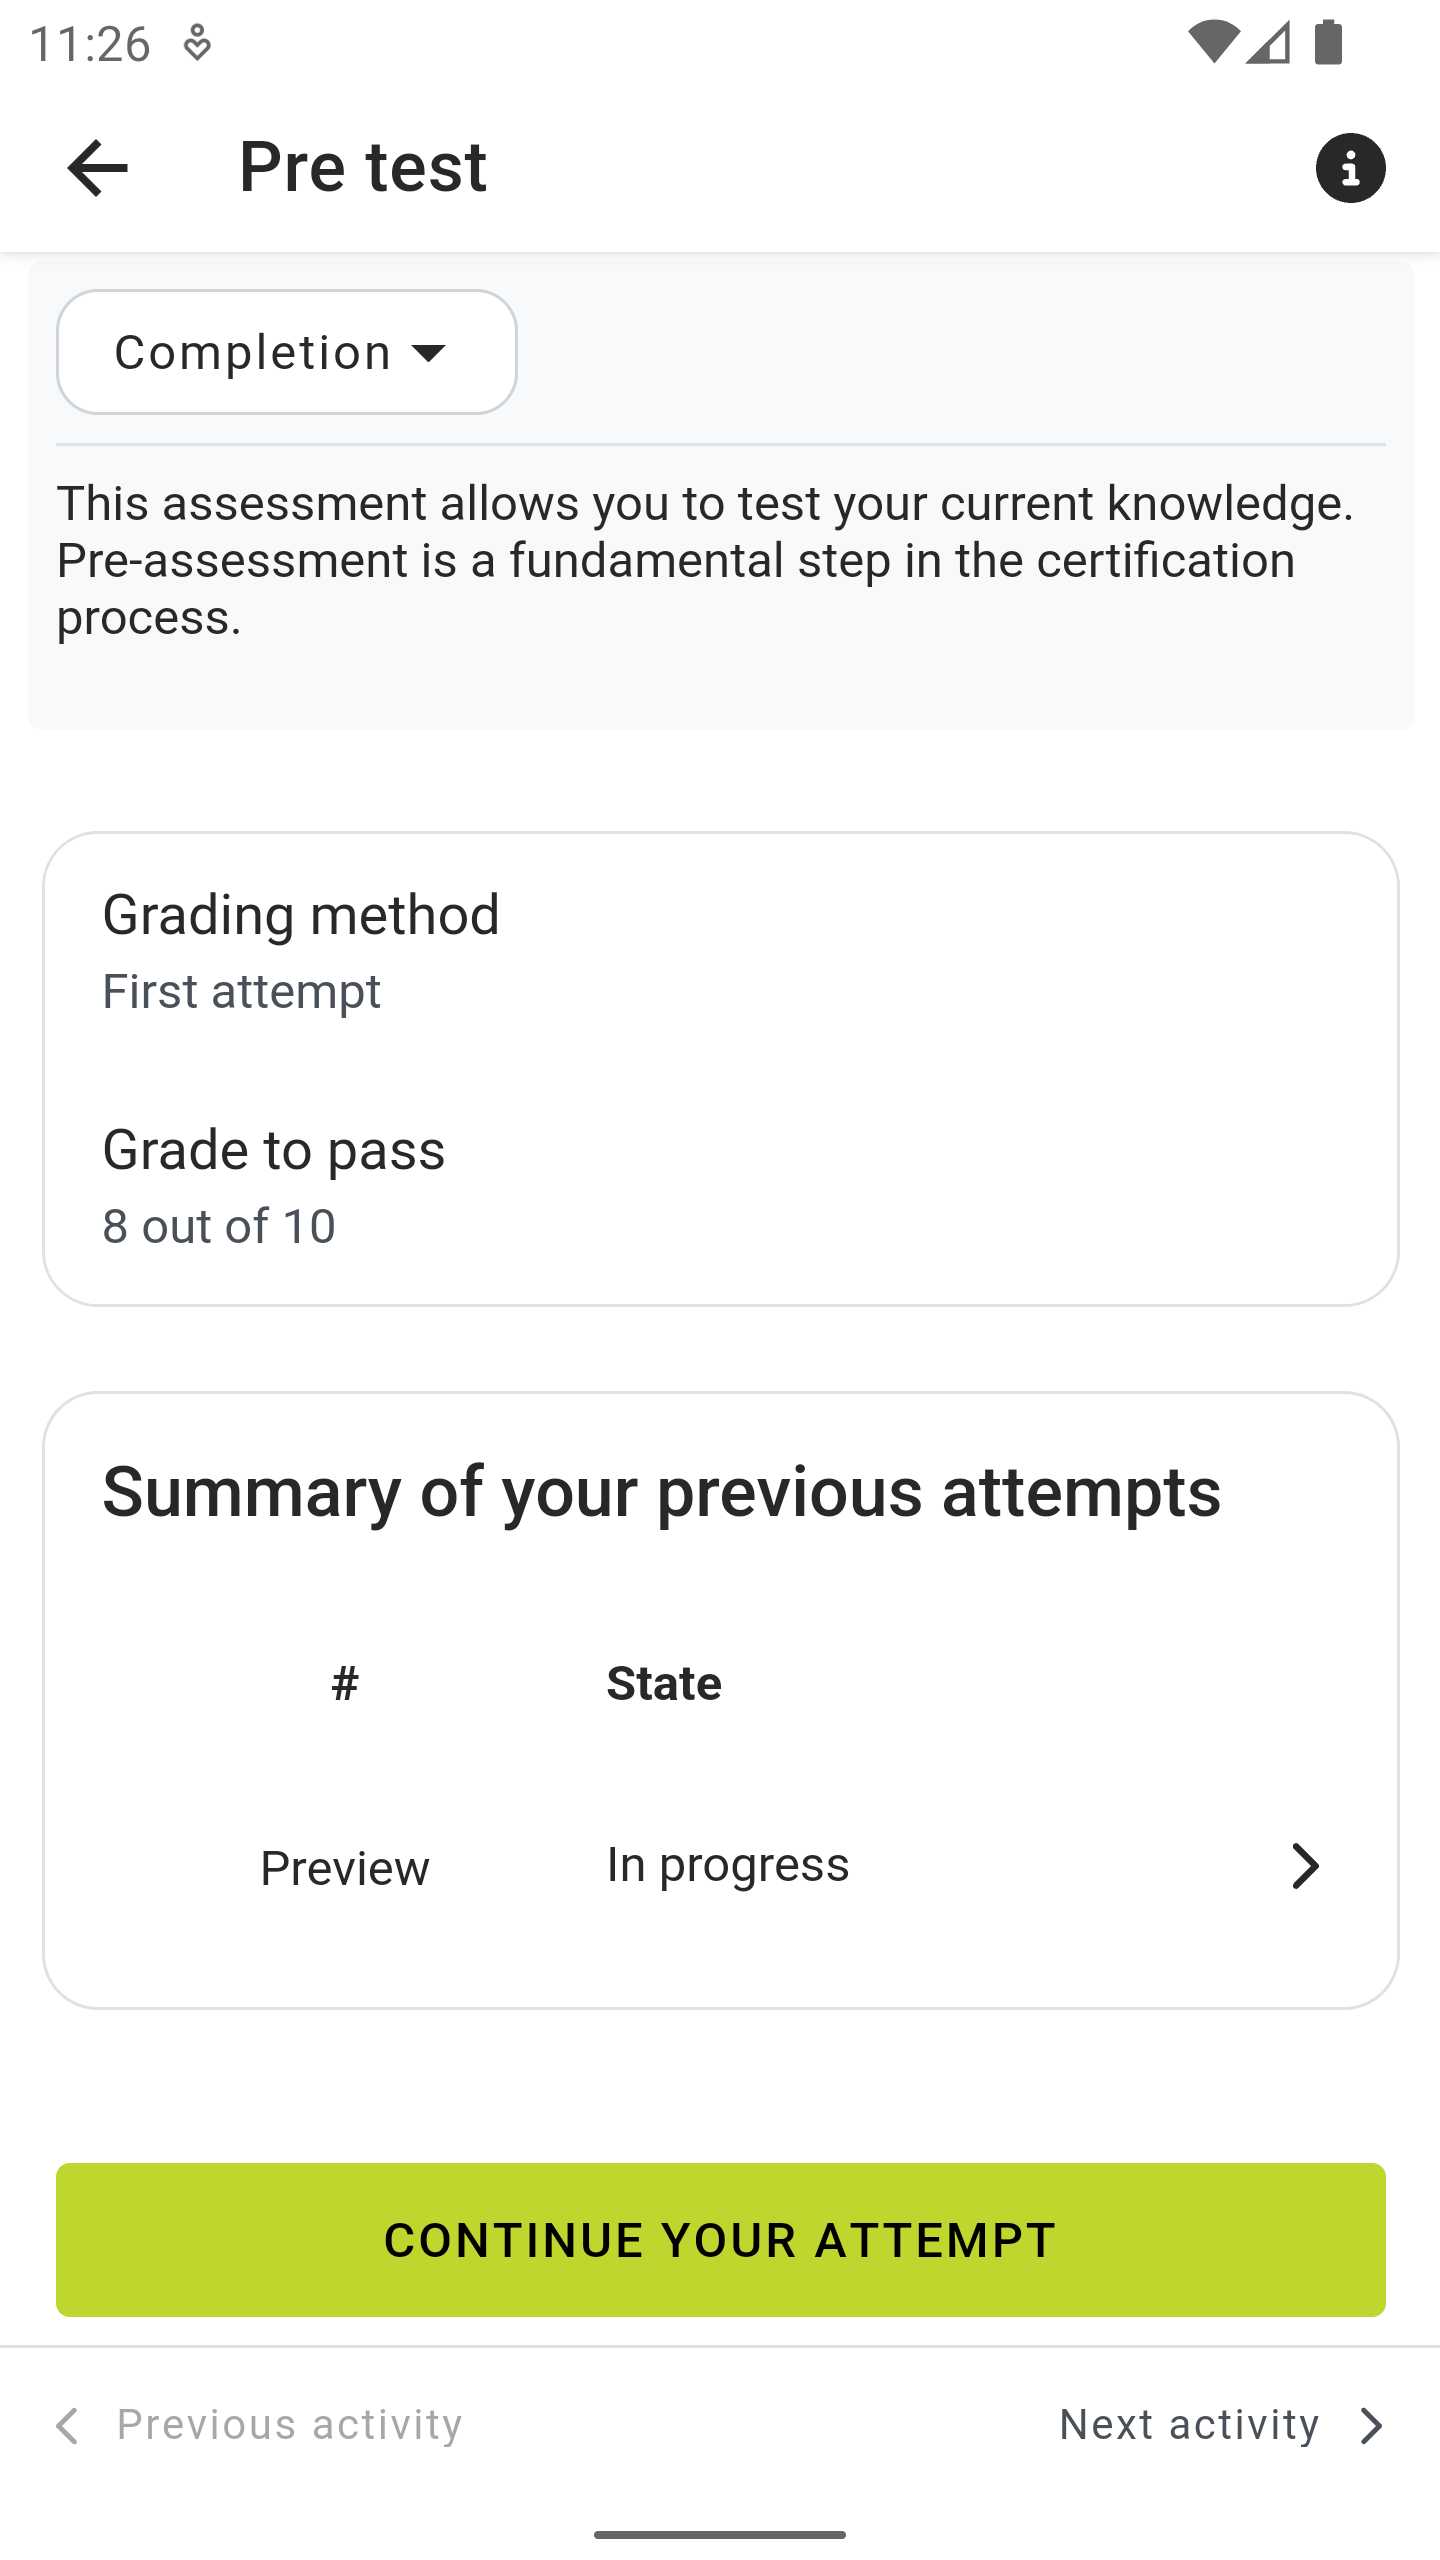 11:26
Pre test
Completion
This assessment allows you to test your current knowledge.
Pre-assessment is a fundamental step in the certification
process.
Grading method
First attempt
Grade to pass
8 out of 10
Summary of your previous attempts
# State
Preview In progress
CONTINUE YOUR ATTEMPT
Previous activity Next activity